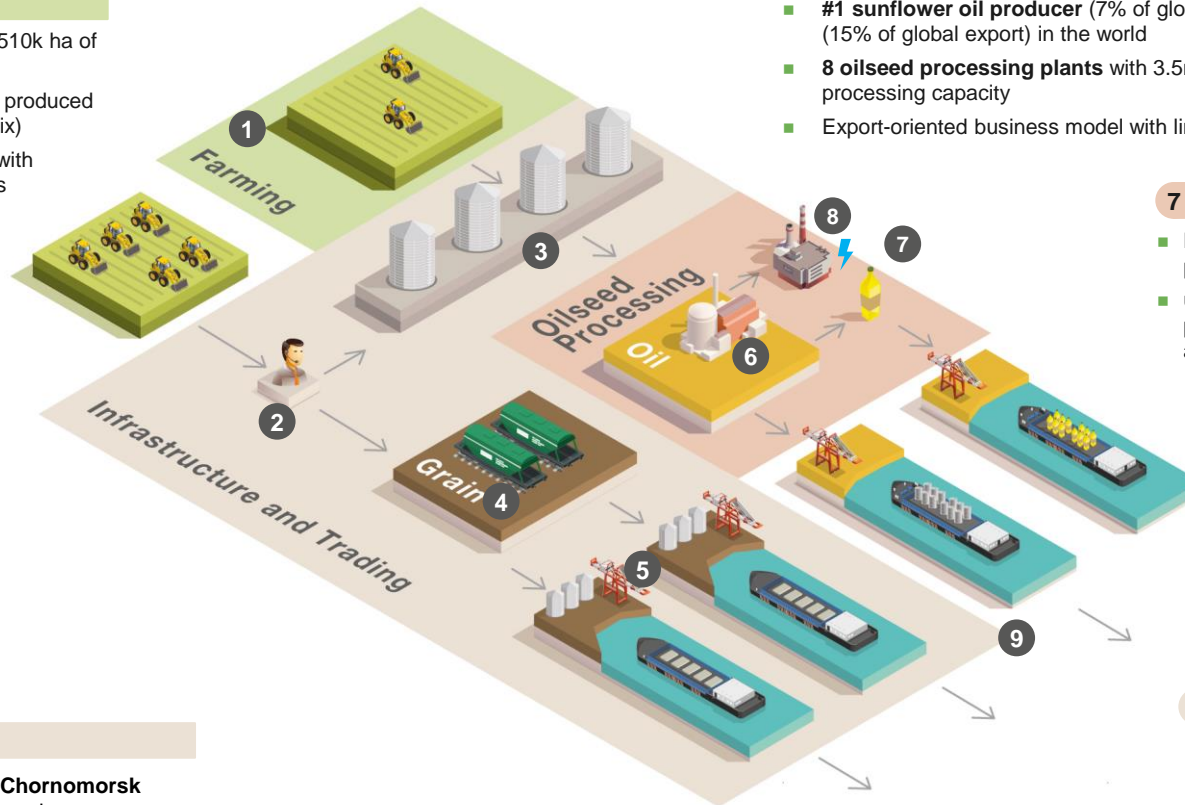 510k ha of
produced
ix)
with
s
#1 sunflower oil producer (7% of glo
(15% of global export) in the world
8 oilseed processing plants with 3.5
processing capacity
Export-oriented business model with li
1
Farming
3
8
7
7
Oilseed
Processing
Oil
6
2
Grain
4
Infrastructure and Trading
5
9
Chornomorsk